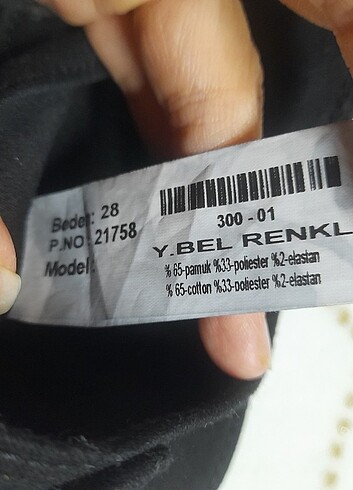 Beden: 28
P.NO: 21758
Model:
300 - 01
Y.BEL RENKL
% 65-pamuk %33-poliester %2-elastan
% 65-cotton %33-poliester %2-elastan